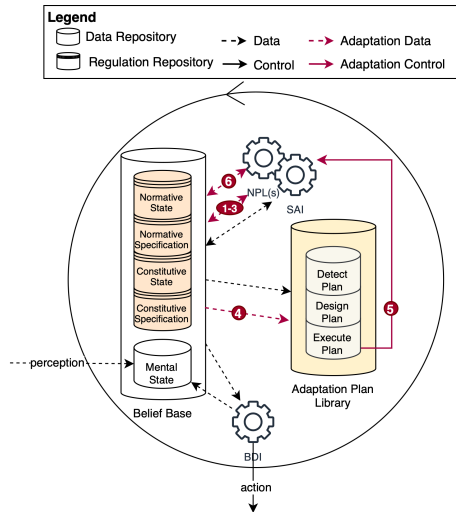 Legend
Data Repository
Data
Adaptation Data
Regulation Repository
Control
Adaptation Control
6
NPL(s)
1-3
SAI
Normative
State
Normative
Specification
Constitutive State
Constitutive
Specification
Detect
Plan
Design
Plan
Execute
Plan
4
5
perception
Mental
State
Belief Base
Adaptation Plan
Library
BDI
action